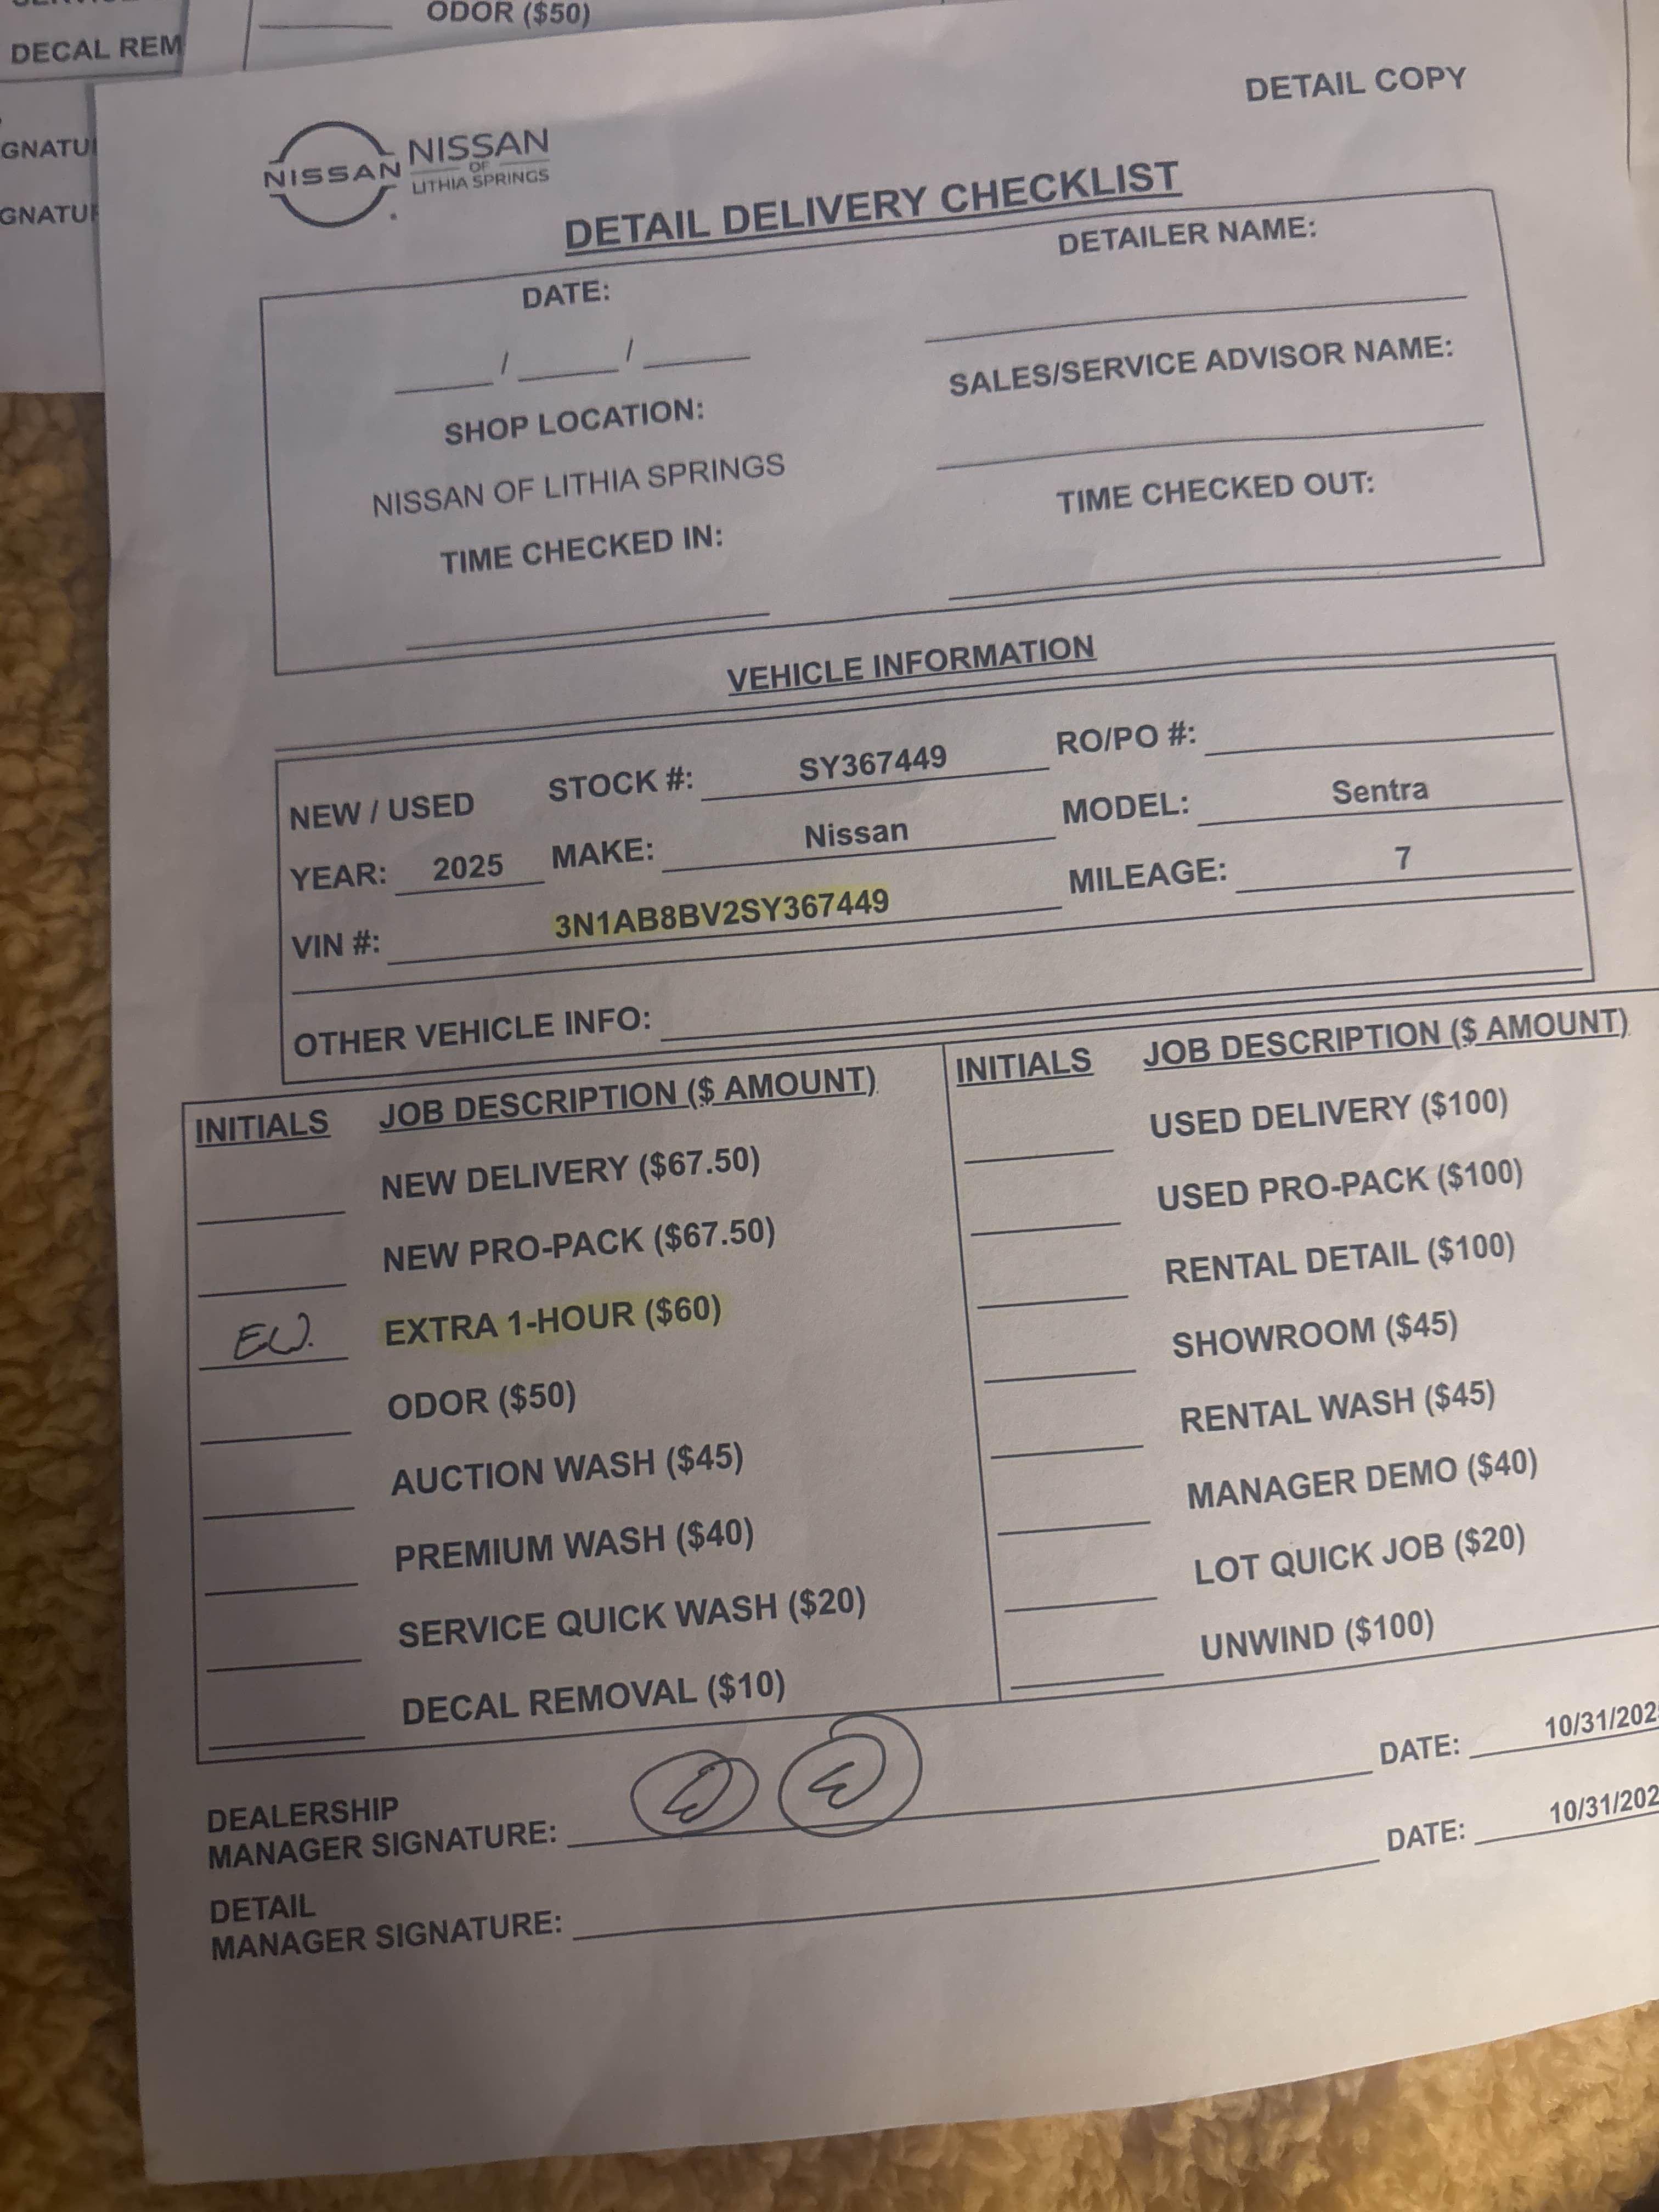 ODOR ($50)
DECAL REM
GNATU
GNATU
DETAIL COPY
NISSAN
NISSAN
OF
LITHIA SPRINGS
DETAIL DELIVERY CHECKLIST
DATE:
DETAILER NAME:
/ /
SHOP LOCATION:
SALES/SERVICE ADVISOR NAME:
NISSAN OF LITHIA SPRINGS
TIME CHECKED IN:
TIME CHECKED OUT:
VEHICLE INFORMATION
NEW / USED STOCK #: SY367449 RO/PO #:
YEAR: 2025 MAKE: Nissan MODEL: Sentra
VIN #: 3N1AB8BV2SY367449 MILEAGE: 7
OTHER VEHICLE INFO:
INITIALS JOB DESCRIPTION ($ AMOUNT)
NEW DELIVERY ($67.50)
NEW PRO-PACK ($67.50)
EW. EXTRA 1-HOUR ($60)
ODOR ($50)
AUCTION WASH ($45)
PREMIUM WASH ($40)
SERVICE QUICK WASH ($20)
DECAL REMOVAL ($10)
INITIALS JOB DESCRIPTION ($ AMOUNT)
USED DELIVERY ($100)
USED PRO-PACK ($100)
RENTAL DETAIL ($100)
SHOWROOM ($45)
RENTAL WASH ($45)
MANAGER DEMO ($40)
LOT QUICK JOB ($20)
UNWIND ($100)
DEALERSHIP
MANAGER SIGNATURE: DATE: 10/31/202
DETAIL
MANAGER SIGNATURE: DATE: 10/31/202